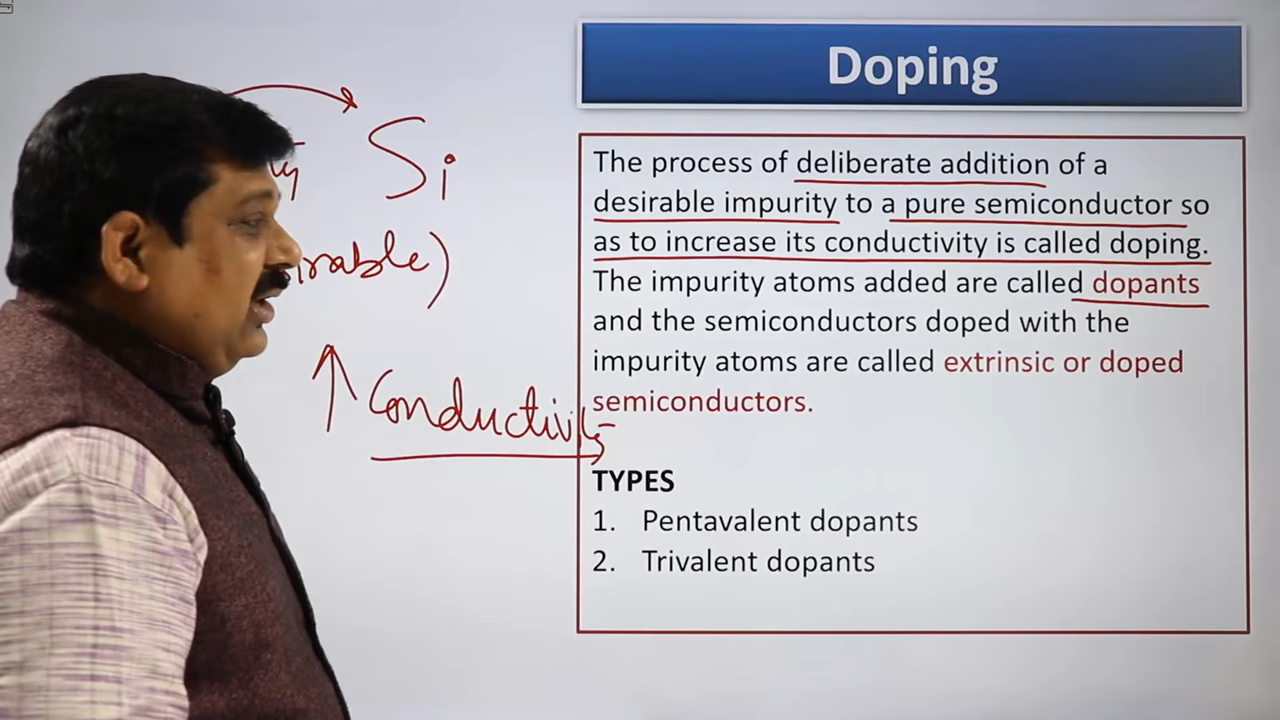 Doping
The process of deliberate addition of a
desirable impurity to a pure semiconductor so
as to increase its conductivity is called doping.
The impurity atoms added are called dopants
and the semiconductors doped with the
impurity atoms are called extrinsic or doped
semiconductors.
TYPES
1. Pentavalent dopants
2. Trivalent dopants
Si
↑ Conductivity